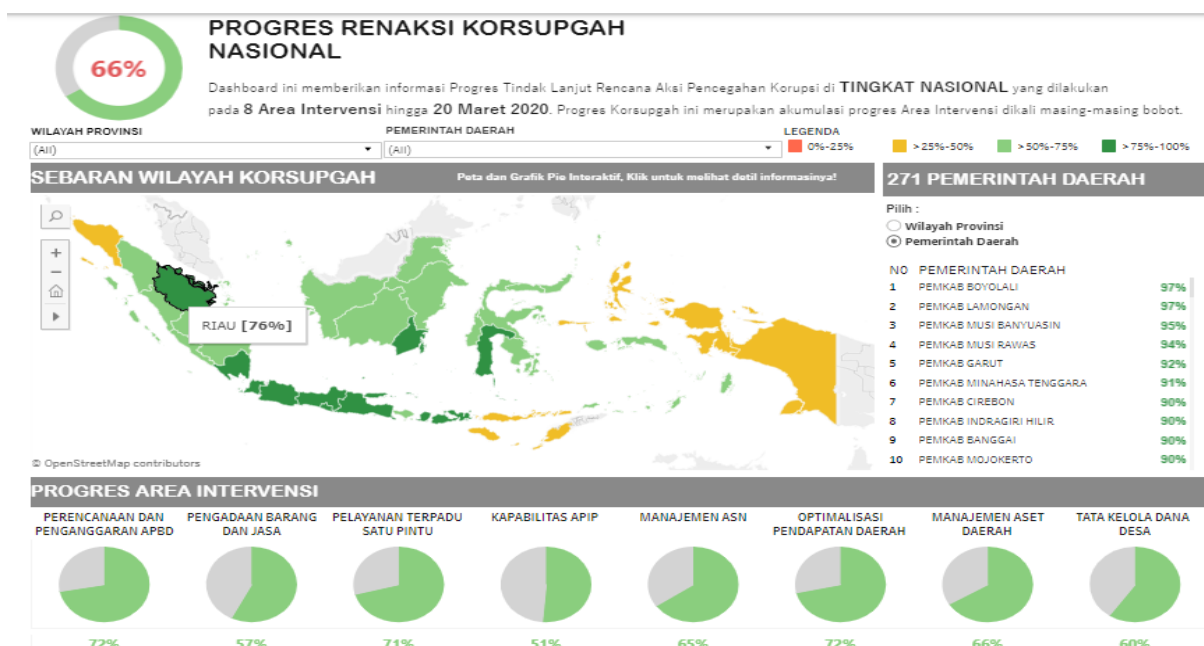 66%
PROGRES RENAKSI KORSUPGAH
NASIONAL
Dashboard ini memberikan informasi Progres Tindak Lanjut Rencana Aksi Pencegahan Korupsi di TINGKAT NASIONAL yang dilakukan
pada 8 Area Intervensi hingga 20 Maret 2020. Progres Korsupgah ini merupakan akumulasi progres Area Intervensi dikali masing-masing bobot.
WILAYAH PROVINSI
(All)
PEMERINTAH DAERAH
(All)
LEGENDA
0%-25%
>25%-50%
>50%-75%
>75%-100%
SEBARAN WILAYAH KORSUPGAH
Peta dan Grafik Pie Interaktif, Klik untuk melihat detil informasinya!
RIAU [76%]
© OpenStreetMap contributors
271 PEMERINTAH DAERAH
Pilih :
Wilayah Provinsi
Pemerintah Daerah
NO PEMERINTAH DAERAH
1 PEMKAB BOYOLALI 97%
2 PEMKAB LAMONGAN 97%
3 PEMKAB MUSI BANYUASIN 95%
4 PEMKAB MUSI RAWAS 94%
5 PEMKAB GARUT 92%
6 PEMKAB MINAHASA TENGGARA 91%
7 PEMKAB CIREBON 90%
8 PEMKAB INDRAGIRI HILIR 90%
9 PEMKAB BANGGAI 90%
10 PEMKAB MOJOKERTO 90%
PROGRES AREA INTERVENSI
PERENCANAAN DAN
PENGANGGARAN APBD
72%
PENGADAAN BARANG
DAN JASA
57%
PELAYANAN TERPADU
SATU PINTU
71%
KAPABILITAS APIP
51%
MANAJEMEN ASN
65%
OPTIMALISASI
PENDAPATAN DAERAH
72%
MANAJEMEN ASET
DAERAH
66%
TATA KELOLA DANA
DESA
60%